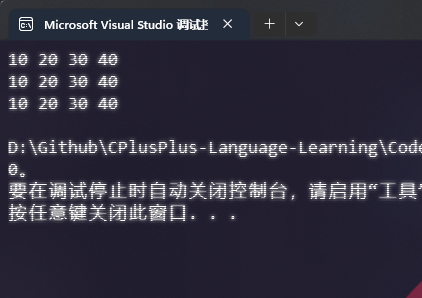 Microsoft Visual Studio 调试
10 20 30 40
10 20 30 40
10 20 30 40
D:\Github\CPlusPlus-Language-Learning\Code
0。
要在调试停止时自动关闭控制台，请启用“工具”
按任意键关闭此窗口. . .